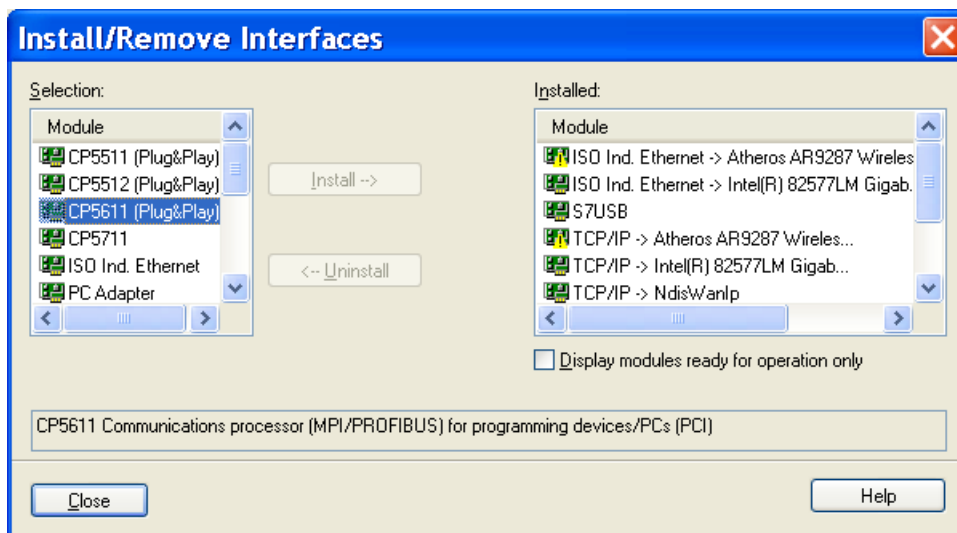 Install/Remove Interfaces
Selection:
Module
CP5511 (Plug&Play)
CP5512 (Plug&Play)
CP5611 (Plug&Play)
CP5711
ISO Ind. Ethernet
PC Adapter
Install -->
<-- Uninstall
Installed:
Module
ISO Ind. Ethernet -> Atheros AR9287 Wireles
ISO Ind. Ethernet -> Intel(R) 82577LM Gigab.
S7USB
TCP/IP -> Atheros AR9287 Wireles...
TCP/IP -> Intel(R) 82577LM Gigab...
TCP/IP -> NdisWanIp
Display modules ready for operation only
CP5611 Communications processor (MPI/PROFIBUS) for programming devices/PCs (PCI)
Close
Help